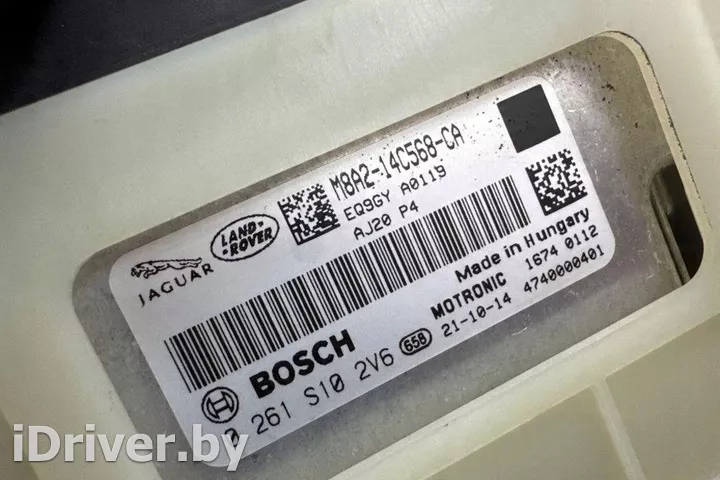 M8A2-14C568-CA
EQ9GY A0119
AJ20 P4
LAND-
ROVER
JAGUAR
Made in Hungary
MOTRONIC 1674 0112
21-10-14 4740000401
BOSCH
0 261 S10 2V6 658
iDriver.by